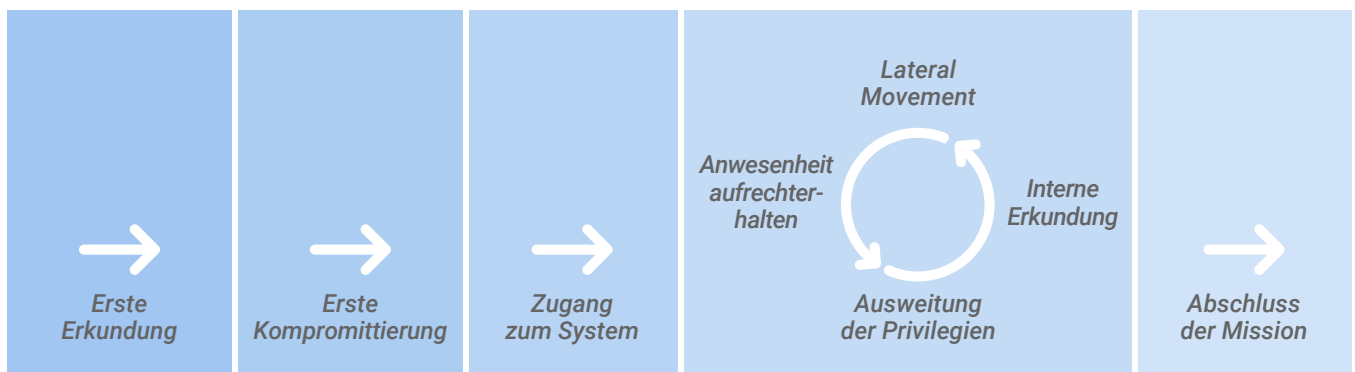 Erste
Erkundung
Erste
Kompromittierung
Zugang
zum System
Lateral
Movement
Anwesenheit
aufrechter-
halten
Interne
Erkundung
Ausweitung
der Privilegien
Abschluss
der Mission